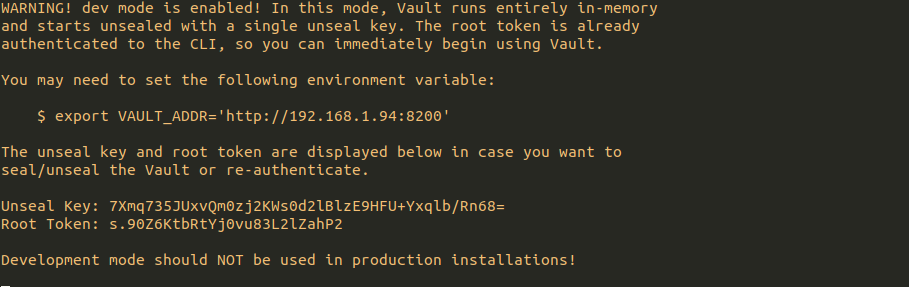 WARNING! dev mode is enabled! In this mode, Vault runs entirely in-memory
and starts unsealed with a single unseal key. The root token is already
authenticated to the CLI, so you can immediately begin using Vault.
You may need to set the following environment variable:
$ export VAULT_ADDR='http://192.168.1.94:8200'
The unseal key and root token are displayed below in case you want to
seal/unseal the Vault or re-authenticate.
Unseal Key: 7Xmq735JUxvQm0zj2KWs0d2lBlzE9HFU+Yxqlb/Rn68=
Root Token: s.90Z6KtbRtYj0vu83L2lZahP2
Development mode should NOT be used in production installations!